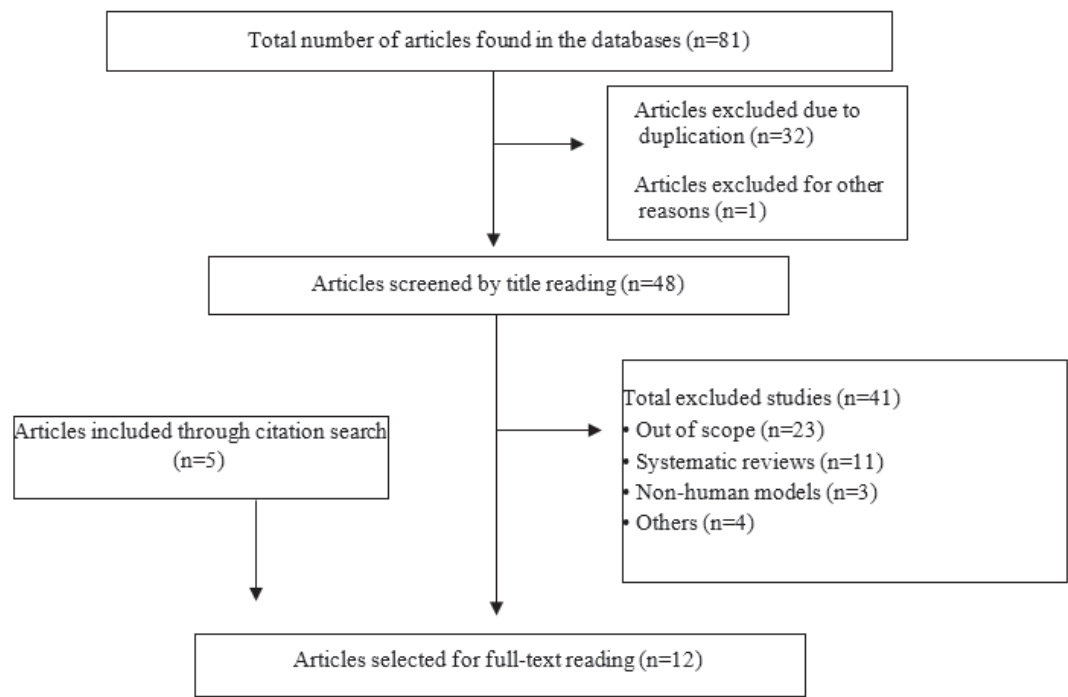 Total number of articles found in the databases (n=81)
Articles excluded due to
duplication (n=32)
Articles excluded for other
reasons (n=1)
Articles screened by title reading (n=48)
Total excluded studies (n=41)
• Out of scope (n=23)
• Systematic reviews (n=11)
• Non-human models (n=3)
• Others (n=4)
Articles included through citation search
(n=5)
Articles selected for full-text reading (n=12)